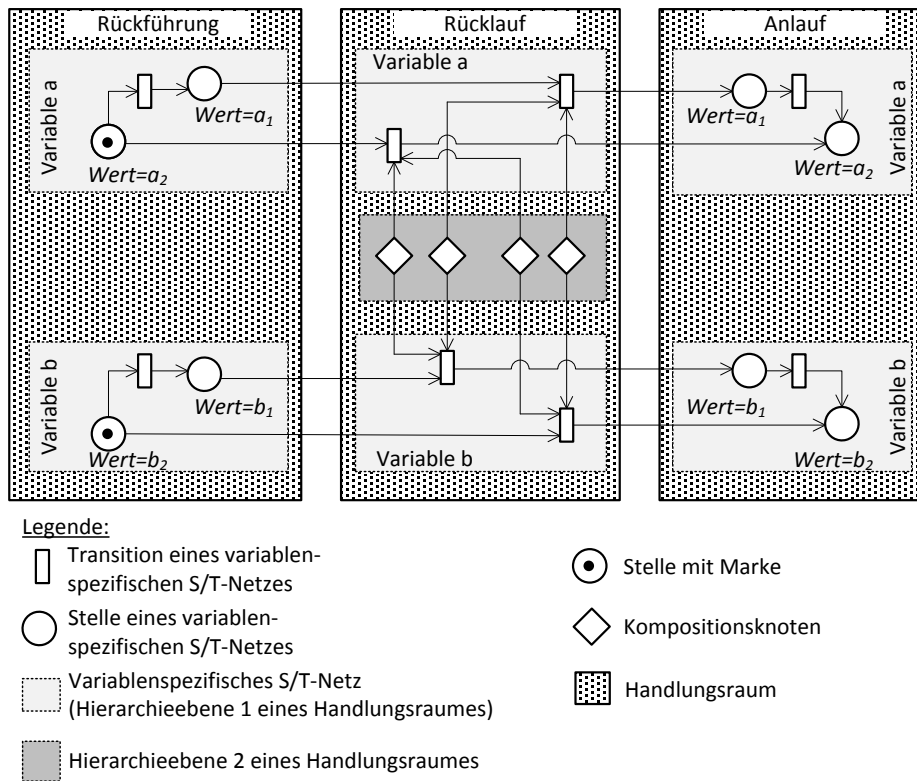 Rückführung
Rücklauf
Anlauf
Variable a
Wert=a₁
Wert=a₂
Variable a
Wert=a₁
Wert=a₂
Variable a
Variable b
Wert=b₁
Wert=b₂
Variable b
Wert=b₁
Wert=b₂
Variable b
Legende:
Transition eines variablen-
spezifischen S/T-Netzes
Stelle eines variablen-
spezifischen S/T-Netzes
Variablenspezifisches S/T-Netz
(Hierarchieebene 1 eines Handlungsraumes)
Hierarchieebene 2 eines Handlungsraumes
Stelle mit Marke
Kompositionsknoten
Handlungsraum